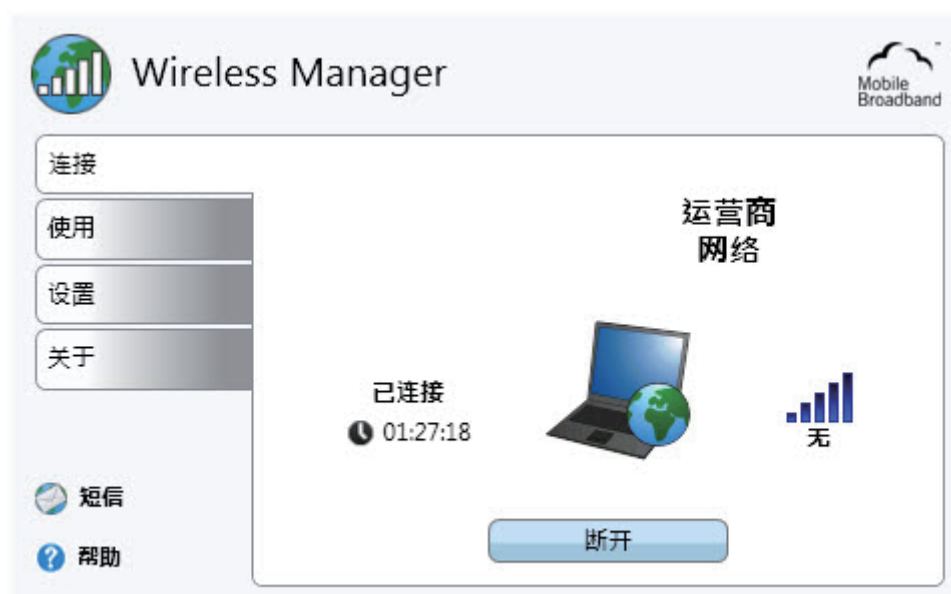 Wireless Manager
Mobile
Broadband
连接
使用
设置
关于
短信
帮助
运营商
网络
已连接
01:27:18
无
断开